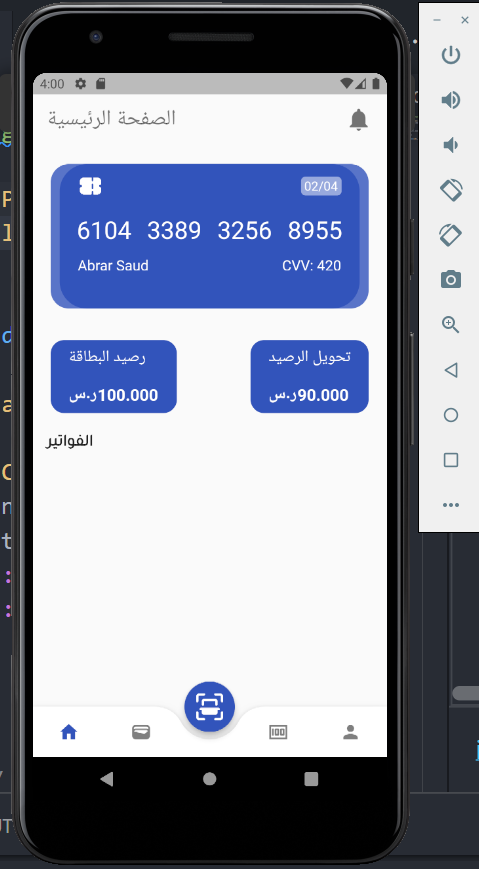 4:00
الصفحة الرئيسية
02/04
6104 3389 3256 8955
Abrar Saud
CVV: 420
رصيد البطاقة
100.000ر.س
تحويل الرصيد
90.000ر.س
الفواتير
100